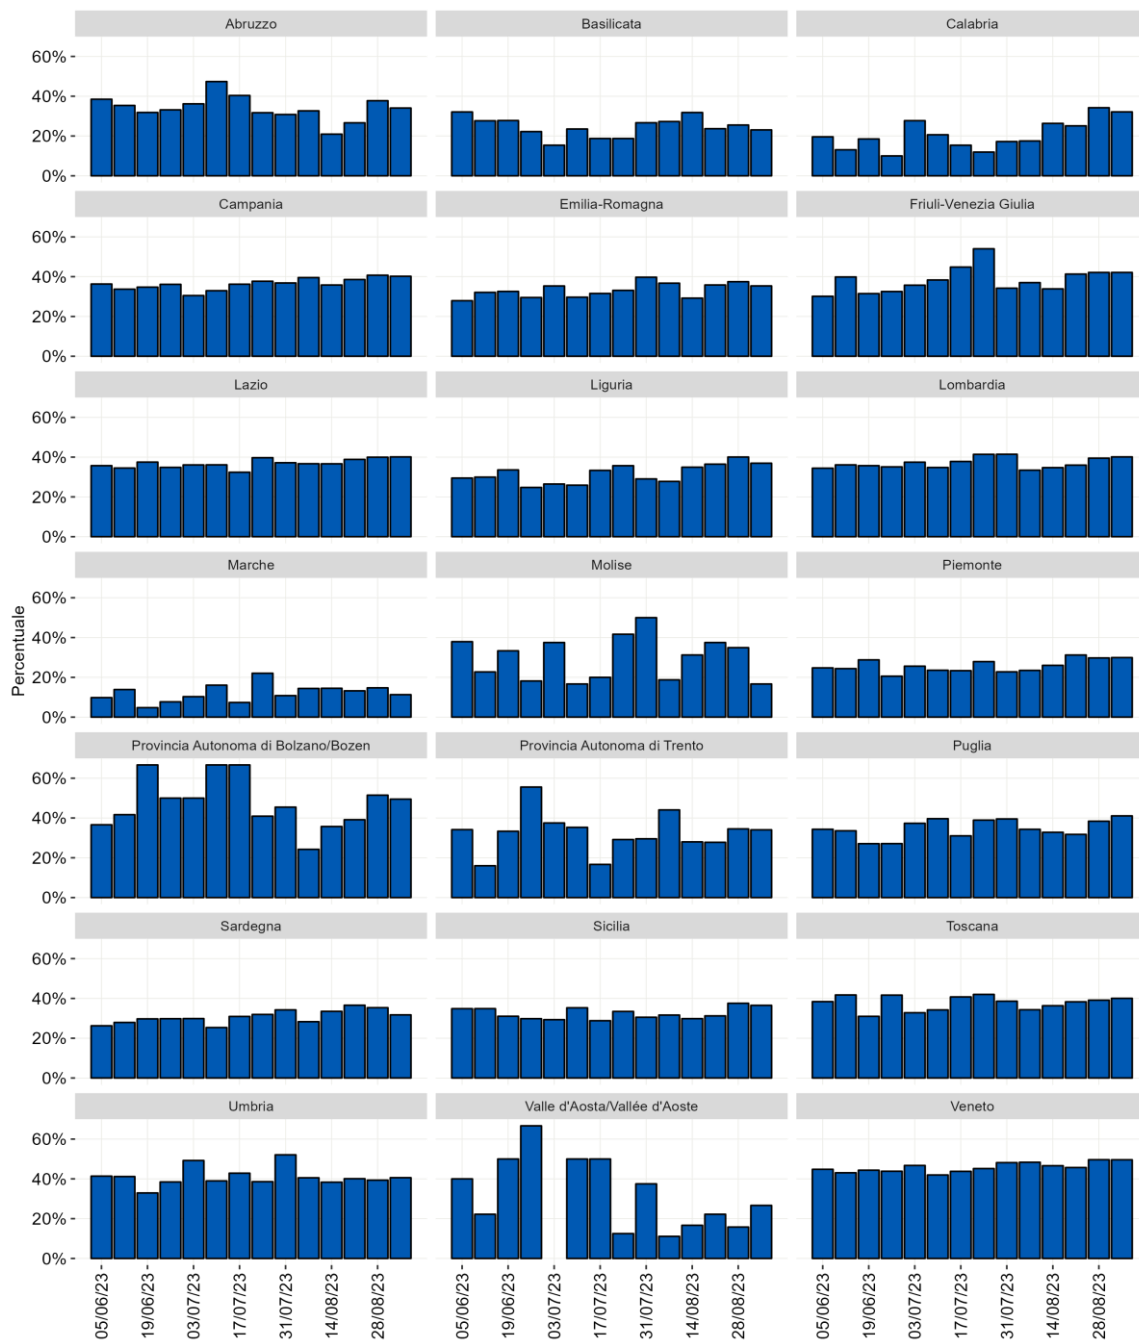 Abruzzo
Basilicata
Calabria
60%
40%
20%
0%
Campania
Emilia-Romagna
Friuli-Venezia Giulia
60%
40%
20%
0%
Lazio
Liguria
Lombardia
60%
40%
20%
0%
Marche
Molise
Piemonte
60%
40%
20%
0%
Percentuale
Provincia Autonoma di Bolzano/Bozen
Provincia Autonoma di Trento
Puglia
60%
40%
20%
0%
Sardegna
Sicilia
Toscana
60%
40%
20%
0%
Umbria
Valle d'Aosta/Vallée d'Aoste
Veneto
60%
40%
20%
0%
05/06/23
19/06/23
03/07/23
17/07/23
31/07/23
14/08/23
28/08/23
05/06/23
19/06/23
03/07/23
17/07/23
31/07/23
14/08/23
28/08/23
05/06/23
19/06/23
03/07/23
17/07/23
31/07/23
14/08/23
28/08/23